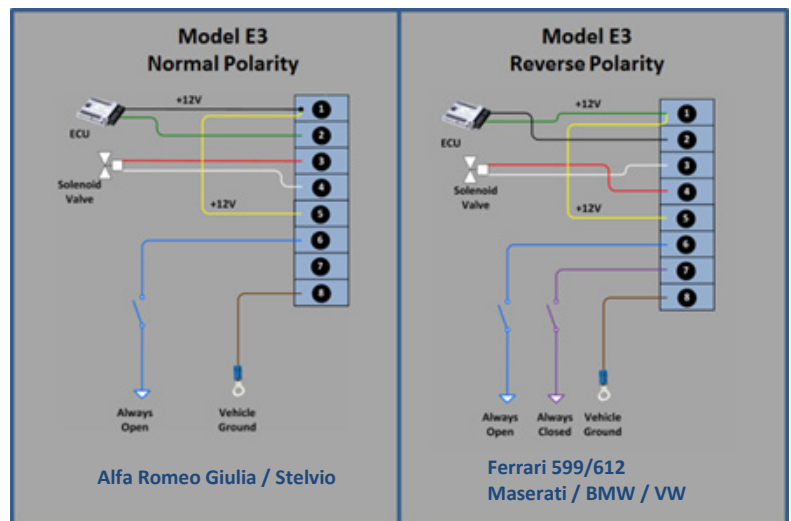 Model E3
Normal Polarity
+12V
1
ECU
2
3
Solenoid
Valve
4
+12V
5
6
7
8
Always
Open
Vehicle
Ground
Alfa Romeo Giulia / Stelvio
Model E3
Reverse Polarity
+12V
1
ECU
2
3
Solenoid
Valve
4
+12V
5
6
7
8
Always
Open
Always
Closed
Vehicle
Ground
Ferrari 599/612
Maserati / BMW / VW